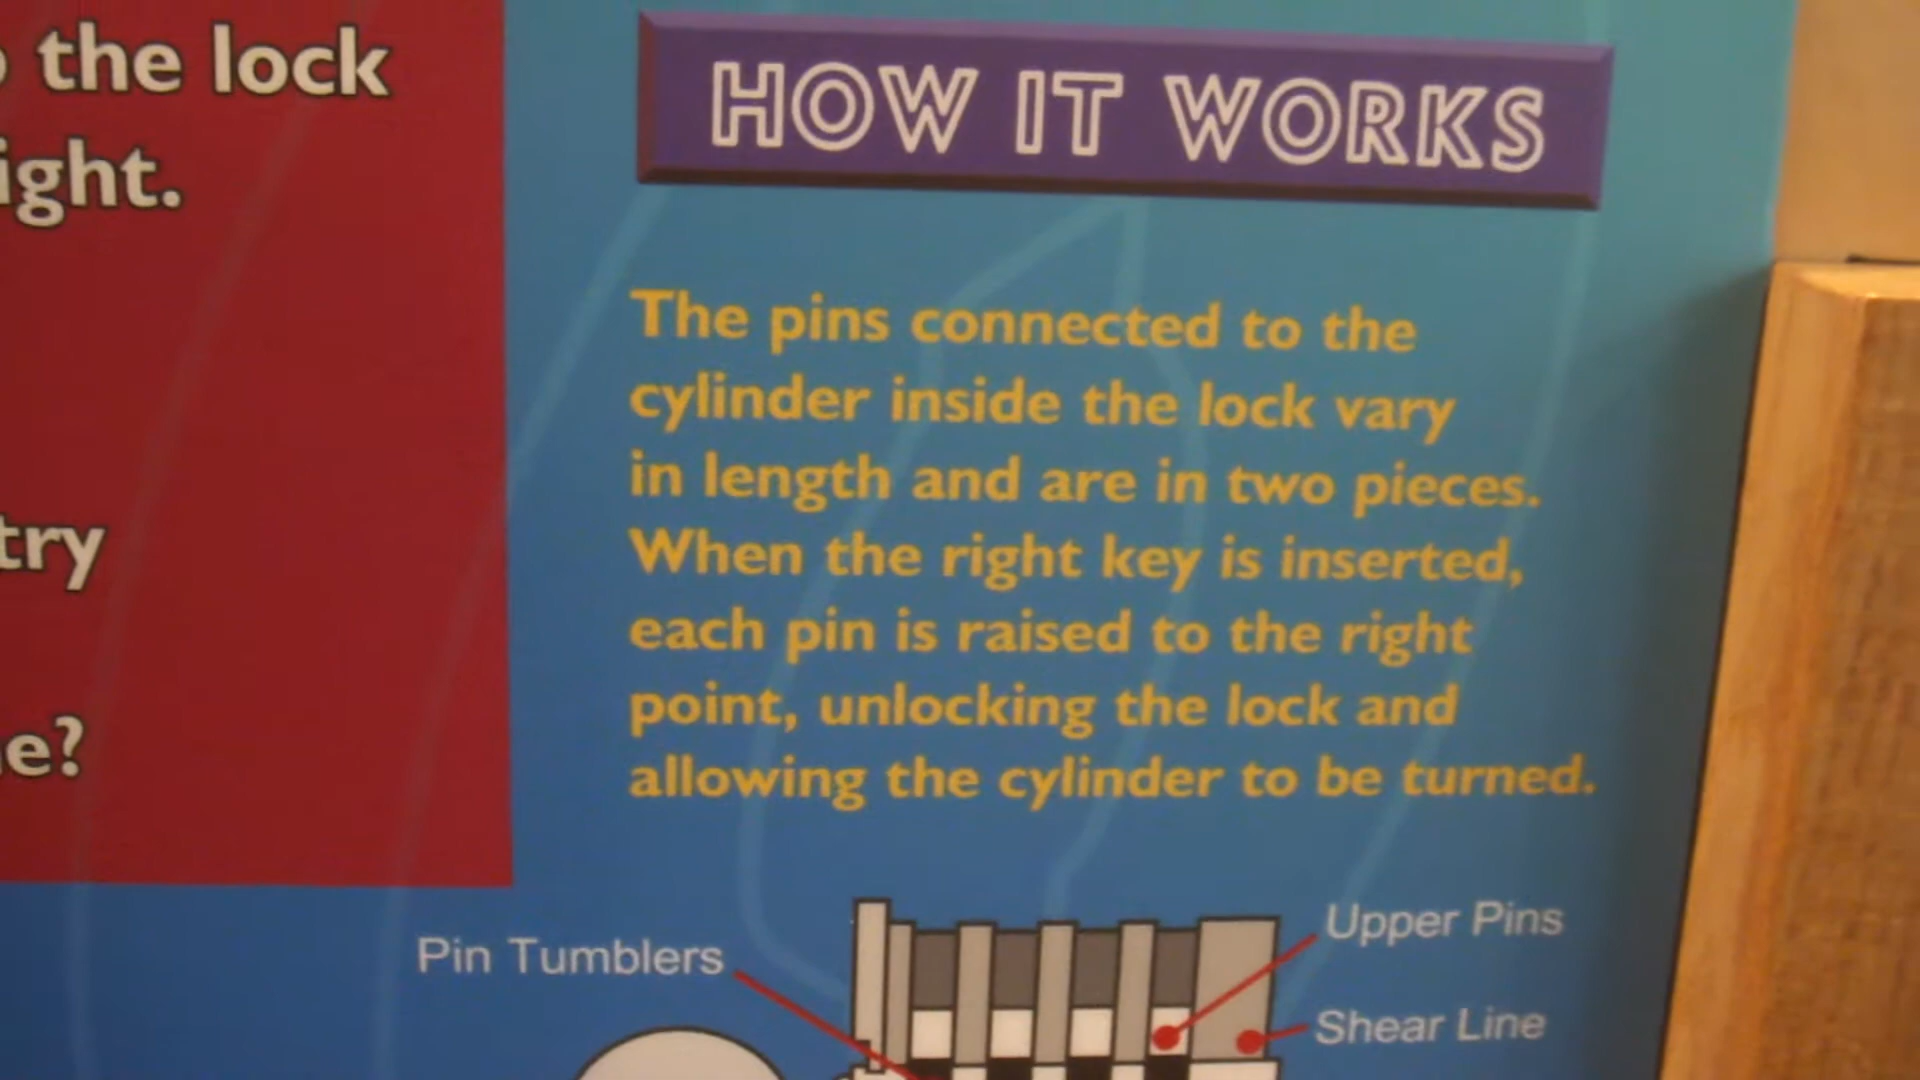 the lock
ight.
try
e?
HOW IT WORKS
The pins connected to the
cylinder inside the lock vary
in length and are in two pieces.
When the right key is inserted,
each pin is raised to the right
point, unlocking the lock and
allowing the cylinder to be turned.
Pin Tumblers
Upper Pins
Shear Line